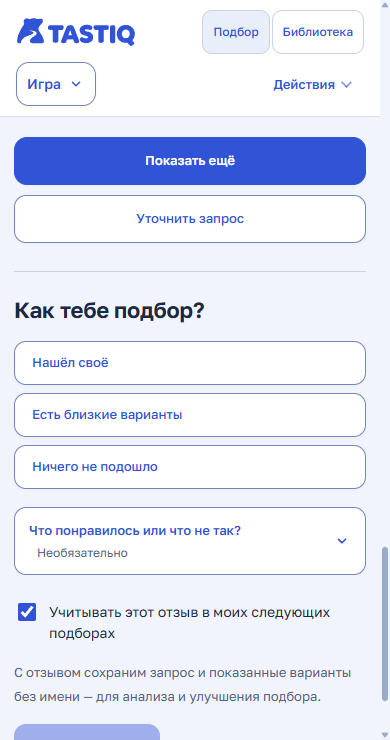 TASTIQ
Подбор
Библиотека
Игра
Действия
Показать ещё
Уточнить запрос
Как тебе подбор?
Нашёл своё
Есть близкие варианты
Ничего не подошло
Что понравилось или что не так?
Необязательно
Учитывать этот отзыв в моих следующих
подборах
С отзывом сохраним запрос и показанные варианты
без имени — для анализа и улучшения подбора.